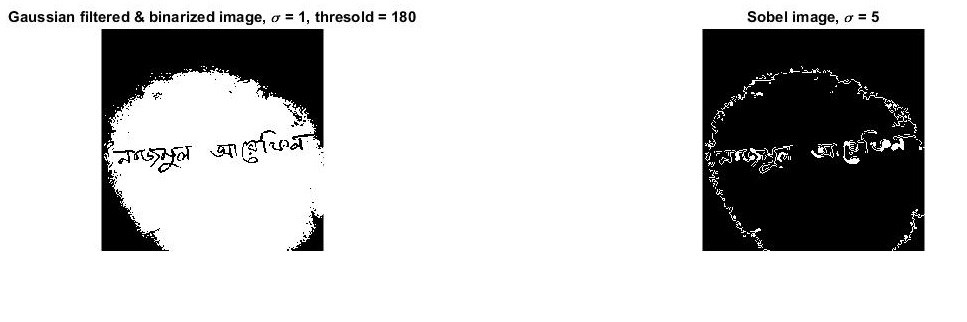 Gaussian filtered & binarized image, σ = 1, thresold = 180
Sobel image, σ = 5
নাজমুল আরেফিন
নাজমুল আরেফিন